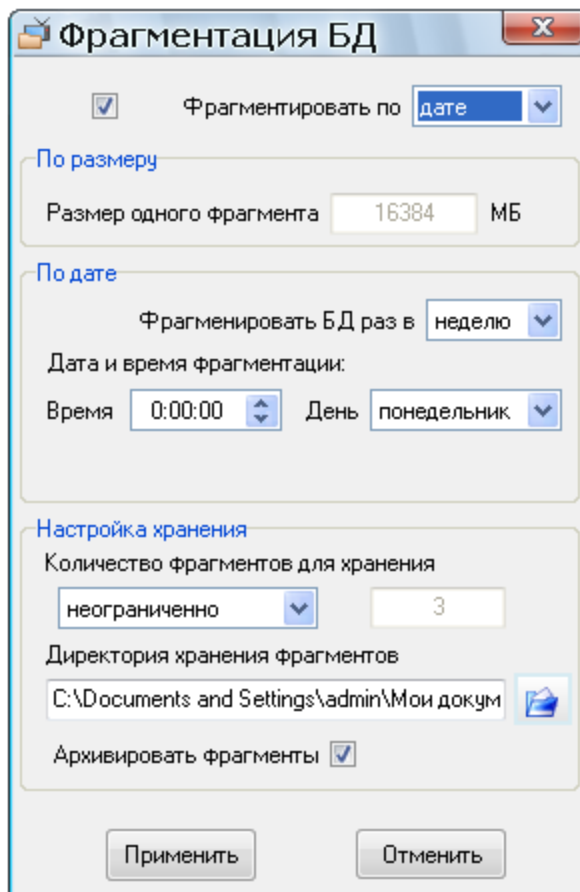 Фрагментация БД
Фрагментировать по дате
По размеру
Размер одного фрагмента 16384 МБ
По дате
Фрагменировать БД раз в неделю
Дата и время фрагментации:
Время 0:00:00 День понедельник
Настройка хранения
Количество фрагментов для хранения
неограниченно 3
Директория хранения фрагментов
C:\Documents and Settings\admin\Мои докум
Архивировать фрагменты
Применить Отменить